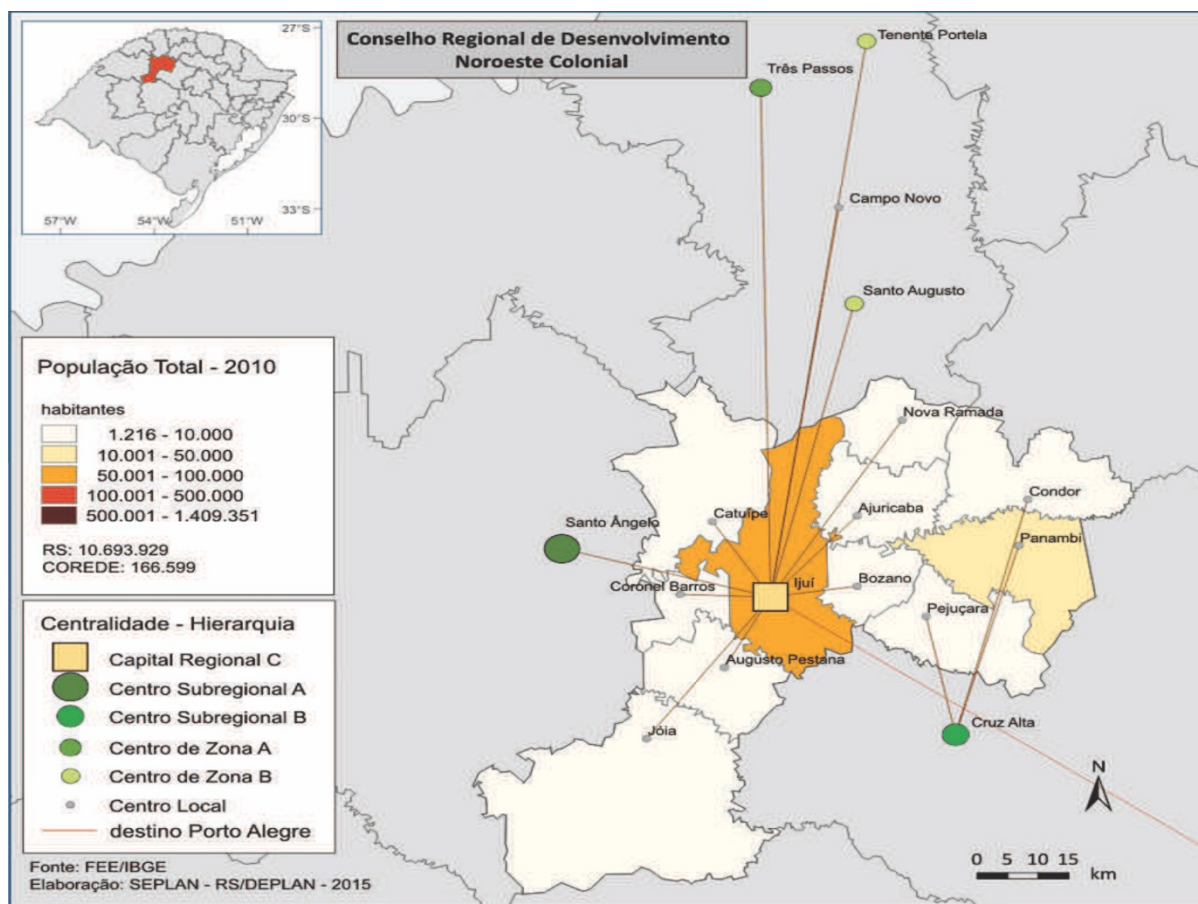 Conselho Regional de Desenvolvimento
Noroeste Colonial
27°S
30°S
33°S
57°W
54°W
51°W
Tenente Portela
Três Passos
Campo Novo
Santo Augusto
População Total - 2010
habitantes
1.216 - 10.000
10.001 - 50.000
50.001 - 100.000
100.001 - 500.000
500.001 - 1.409.351
RS: 10.693.929
COREDE: 166.599
Nova Ramada
Condor
Ajuricaba
Catuípe
Santo Ângelo
Panambi
Ijuí
Bozano
Coronel Barros
Pejuçara
Augusto Pestana
Cruz Alta
Jóia
Centralidade - Hierarquia
Capital Regional C
Centro Subregional A
Centro Subregional B
Centro de Zona A
Centro de Zona B
Centro Local
destino Porto Alegre
N
0 5 10 15
km
Fonte: FEE/IBGE
Elaboração: SEPLAN - RS/DEPLAN - 2015